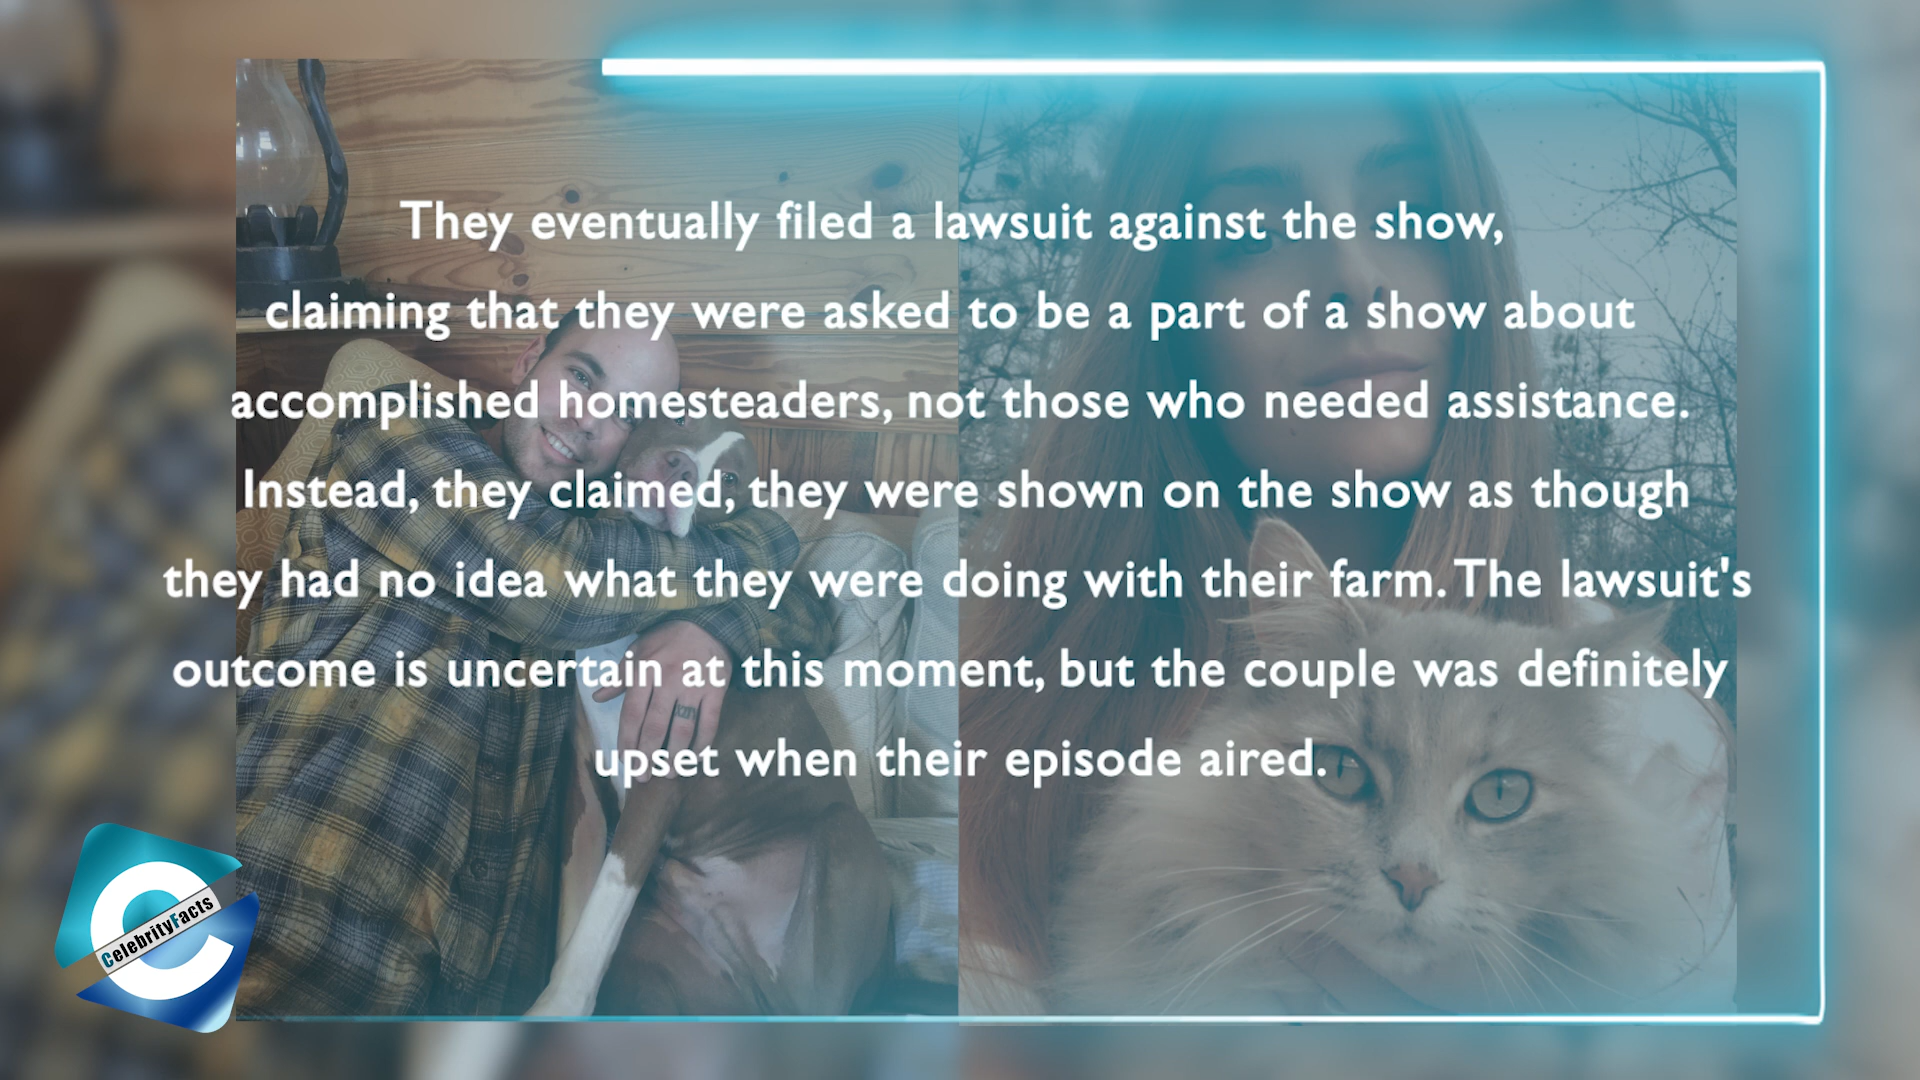 They eventually filed a lawsuit against the show,
claiming that they were asked to be a part of a show about
accomplished homesteaders, not those who needed assistance.
Instead, they claimed, they were shown on the show as though
they had no idea what they were doing with their farm. The lawsuit's
outcome is uncertain at this moment, but the couple was definitely
upset when their episode aired.
CelebrityFacts